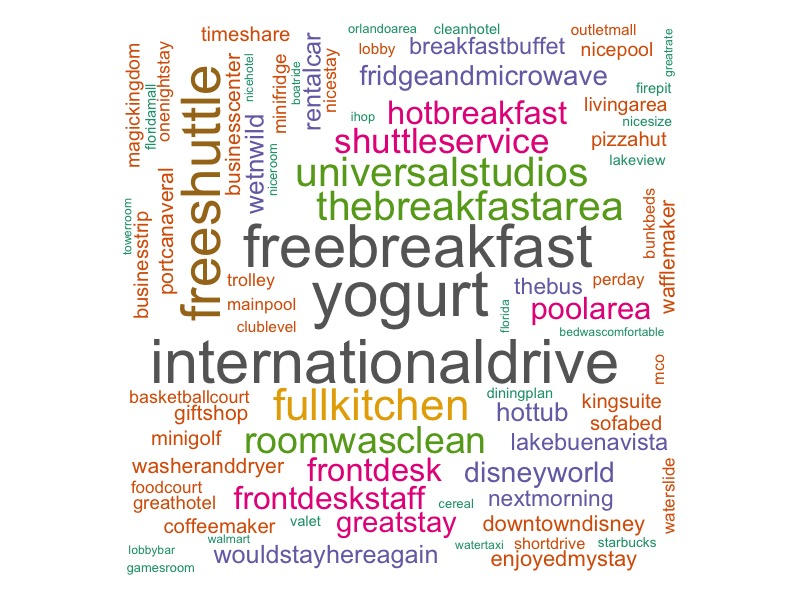 orlandoarea
cleanhotel
outletmall
greatrate
timeshare
lobby
breakfastbuffet
nicepool
magickingdom
floridamall
onenightstay
freeshuttle
businesscenter
nicehotel
minifridge
boatride
rentalcar
nicestay
fridgeandmicrowave
firepit
livingarea
ihop
hotbreakfast
nicesize
wetnwild
niceroom
shuttleservice
pizzahut
lakeview
universalstudios
towerroom
businesstrip
portcanaveral
thebreakfastarea
bunkbeds
wafflemaker
freebreakfast
trolley
yogurt
thebus
perday
mainpool
florida
poolarea
clublevel
bedwascomfortable
internationaldrive
mco
basketballcourt
giftshop
fullkitchen
diningplan
hottub
kingsuite
sofabed
minigolf
roomwasclean
lakebuenavista
washeranddryer
frontdesk
disneyworld
waterslide
foodcourt
greathotel
frontdeskstaff
cereal
nextmorning
coffeemaker
valet
greatstay
downtowndisney
walmart
lobbybar
wouldstayhereagain
watertaxi
shortdrive
starbucks
gamesroom
enjoyedmystay